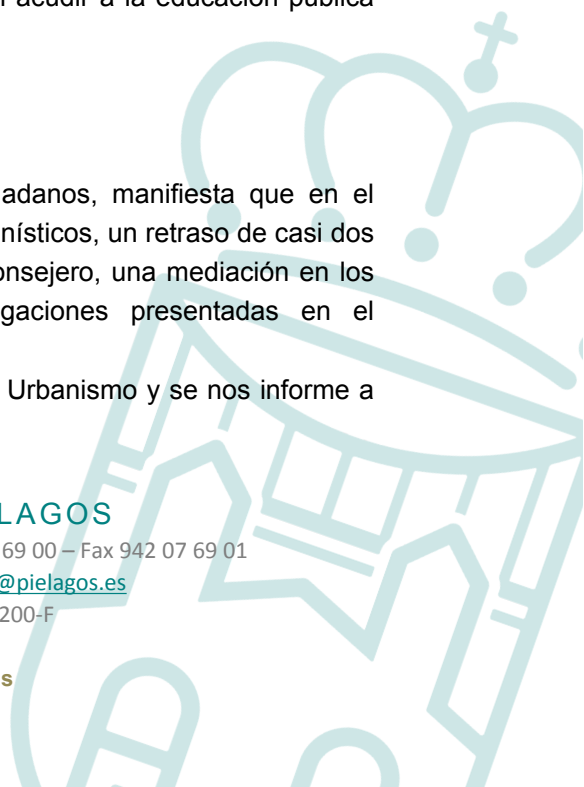 acudir a la educación pública
adanos, manifiesta que en el
nísticos, un retraso de casi dos
onsejero, una mediación en los
gaciones presentadas en el
Urbanismo y se nos informe a
LAGOS
69 00 – Fax 942 07 69 01
@pielagos.es
200-F
s